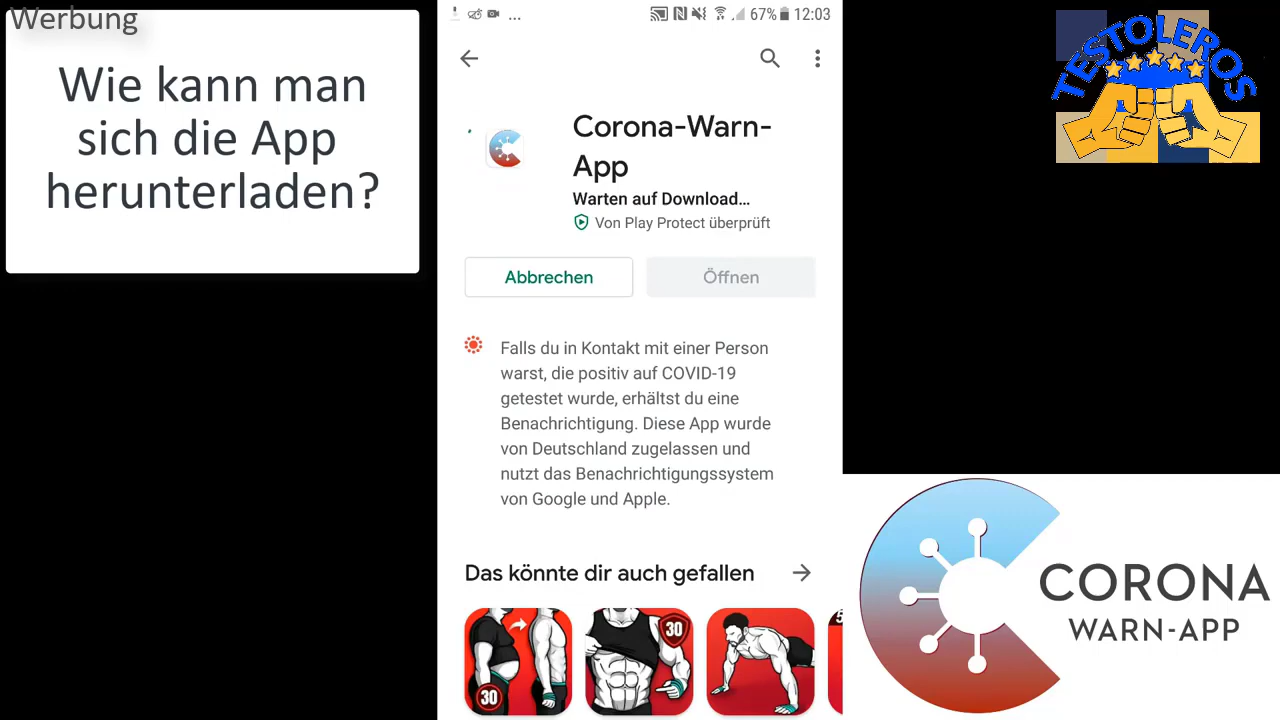 Werbung
Wie kann man
sich die App
herunterladen?
...
67%
12:03
Corona-Warn-
App
Warten auf Download...
Von Play Protect überprüft
Abbrechen
Öffnen
Falls du in Kontakt mit einer Person
warst, die positiv auf COVID-19
getestet wurde, erhältst du eine
Benachrichtigung. Diese App wurde
von Deutschland zugelassen und
nutzt das Benachrichtigungssystem
von Google und Apple.
Das könnte dir auch gefallen
30
30
5
TESTOLEROS
CORONA
WARN-APP